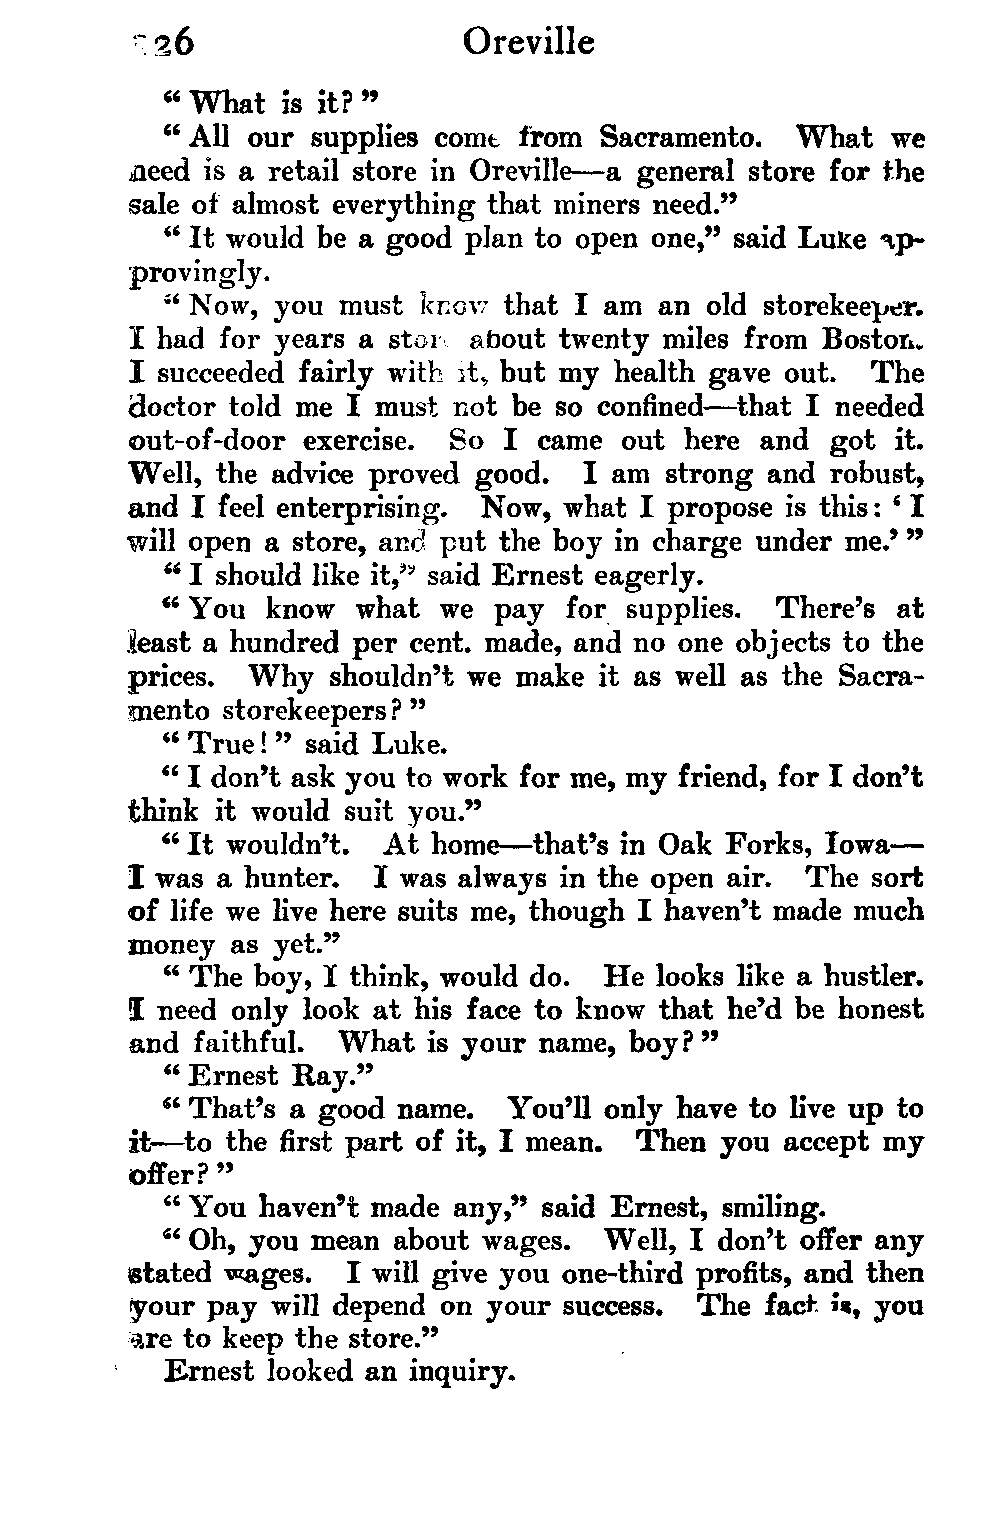 26 Oreville
“ What is it? ”
“ All our supplies come from Sacramento. What we
need is a retail store in Oreville—a general store for the
sale of almost everything that miners need.”
“ It would be a good plan to open one,” said Luke ap-
provingly.
“ Now, you must know that I am an old storekeeper.
I had for years a store about twenty miles from Boston.
I succeeded fairly with it, but my health gave out. The
doctor told me I must not be so confined—that I needed
out-of-door exercise. So I came out here and got it.
Well, the advice proved good. I am strong and robust,
and I feel enterprising. Now, what I propose is this: ‘ I
will open a store, and put the boy in charge under me.’ ”
“ I should like it,” said Ernest eagerly.
“ You know what we pay for supplies. There’s at
least a hundred per cent. made, and no one objects to the
prices. Why shouldn’t we make it as well as the Sacra-
mento storekeepers? ”
“ True! ” said Luke.
“ I don’t ask you to work for me, my friend, for I don’t
think it would suit you.”
“ It wouldn’t. At home—that’s in Oak Forks, Iowa—
I was a hunter. I was always in the open air. The sort
of life we live here suits me, though I haven’t made much
money as yet.”
“ The boy, I think, would do. He looks like a hustler.
I need only look at his face to know that he’d be honest
and faithful. What is your name, boy? ”
“ Ernest Ray.”
“ That’s a good name. You’ll only have to live up to
it—to the first part of it, I mean. Then you accept my
offer? ”
“ You haven’t made any,” said Ernest, smiling.
“ Oh, you mean about wages. Well, I don’t offer any
stated wages. I will give you one-third profits, and then
your pay will depend on your success. The fact is, you
are to keep the store.”
Ernest looked an inquiry.